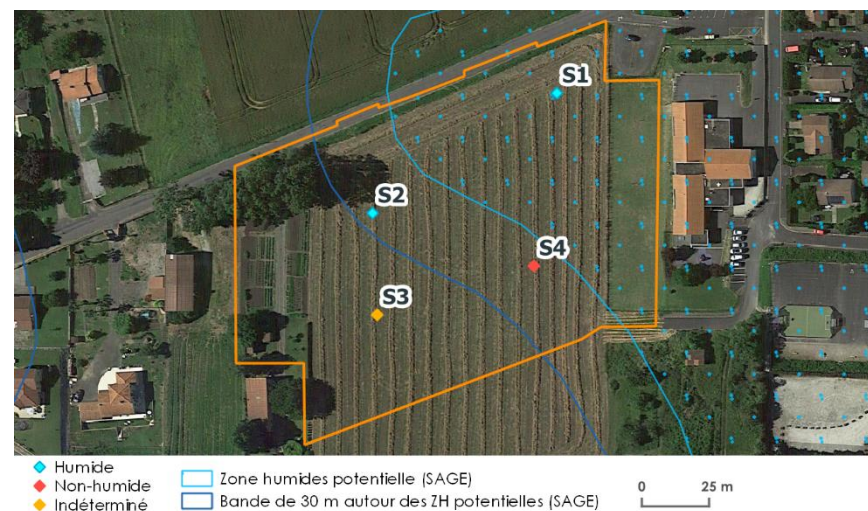 S1
S2
S4
S3
Humide
Non-humide
Indéterminé
Zone humides potentielle (SAGE)
Bande de 30 m autour des ZH potentielles (SAGE)
0 25 m